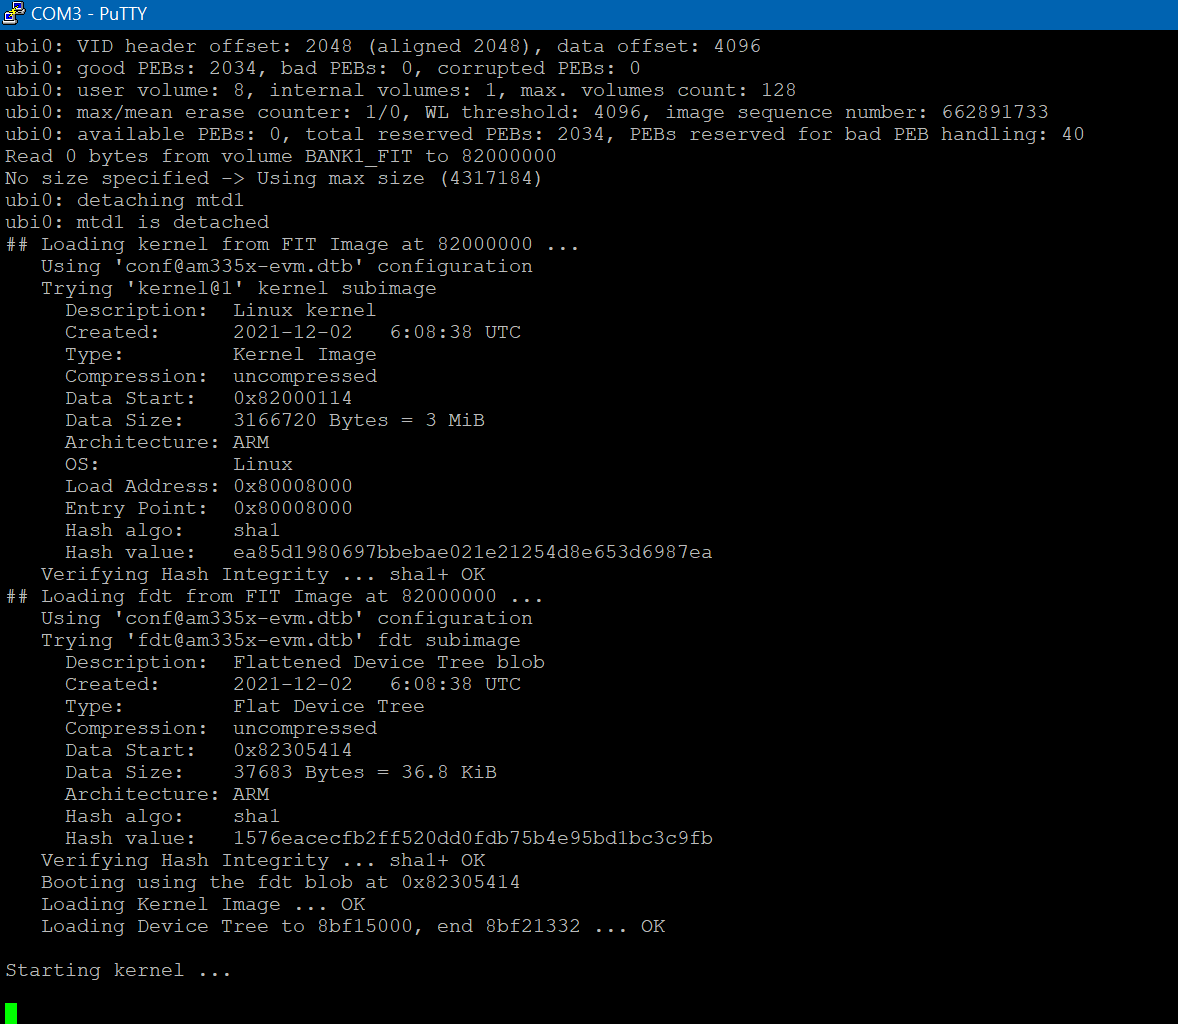 COM3 - PuTTY
ubi0: VID header offset: 2048 (aligned 2048), data offset: 4096
ubi0: good PEBs: 2034, bad PEBs: 0, corrupted PEBs: 0
ubi0: user volume: 8, internal volumes: 1, max. volumes count: 128
ubi0: max/mean erase counter: 1/0, WL threshold: 4096, image sequence number: 662891733
ubi0: available PEBs: 0, total reserved PEBs: 2034, PEBs reserved for bad PEB handling: 40
Read 0 bytes from volume BANK1_FIT to 82000000
No size specified -> Using max size (4317184)
ubi0: detaching mtd1
ubi0: mtd1 is detached
## Loading kernel from FIT Image at 82000000 ...
   Using 'conf@am335x-evm.dtb' configuration
   Trying 'kernel@1' kernel subimage
     Description:  Linux kernel
     Created:      2021-12-02   6:08:38 UTC
     Type:         Kernel Image
     Compression:  uncompressed
     Data Start:   0x82000114
     Data Size:    3166720 Bytes = 3 MiB
     Architecture: ARM
     OS:           Linux
     Load Address: 0x80008000
     Entry Point:  0x80008000
     Hash algo:    sha1
     Hash value:   ea85d1980697bbebae021e21254d8e653d6987ea
   Verifying Hash Integrity ... sha1+ OK
## Loading fdt from FIT Image at 82000000 ...
   Using 'conf@am335x-evm.dtb' configuration
   Trying 'fdt@am335x-evm.dtb' fdt subimage
     Description:  Flattened Device Tree blob
     Created:      2021-12-02   6:08:38 UTC
     Type:         Flat Device Tree
     Compression:  uncompressed
     Data Start:   0x82305414
     Data Size:    37683 Bytes = 36.8 KiB
     Architecture: ARM
     Hash algo:    sha1
     Hash value:   1576eacecfb2ff520dd0fdb75b4e95bd1bc3c9fb
   Verifying Hash Integrity ... sha1+ OK
   Booting using the fdt blob at 0x82305414
   Loading Kernel Image ... OK
   Loading Device Tree to 8bf15000, end 8bf21332 ... OK
Starting kernel ...